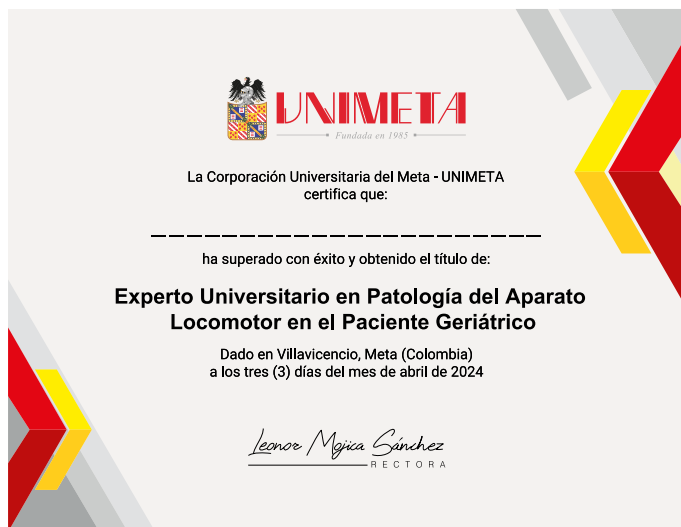 UNIMETA
Fundada en 1985
La Corporación Universitaria del Meta - UNIMETA
certifica que:
ha superado con éxito y obtenido el título de:
Experto Universitario en Patología del Aparato
Locomotor en el Paciente Geriátrico
Dado en Villavicencio, Meta (Colombia)
a los tres (3) días del mes de abril de 2024
Leonor Mojica Sánchez
RECTORA